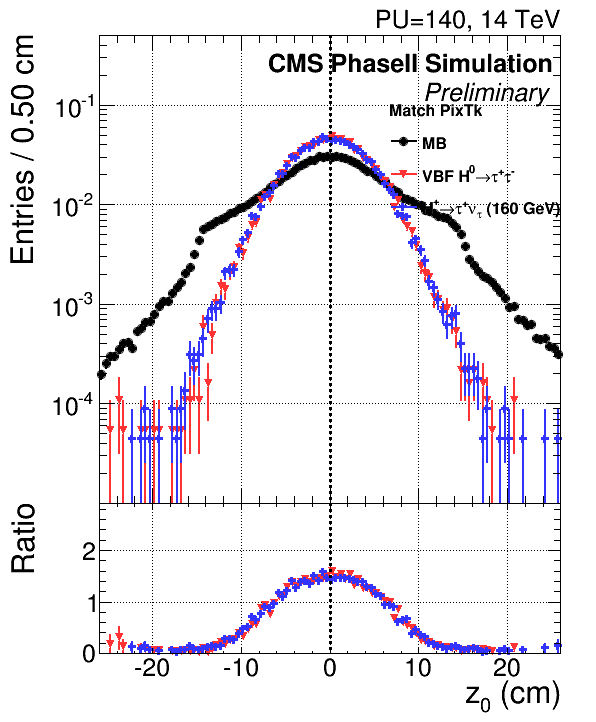 PU=140, 14 TeV
CMS PhaseII Simulation
Preliminary
Match PixTk
MB
VBF H⁰→τ⁺τ⁻
H⁺→τ⁺ντ (160 GeV)
Entries / 0.50 cm
10⁻¹
10⁻²
10⁻³
10⁻⁴
Ratio
2
1
0
-20 -10 0 10 20
z₀ (cm)